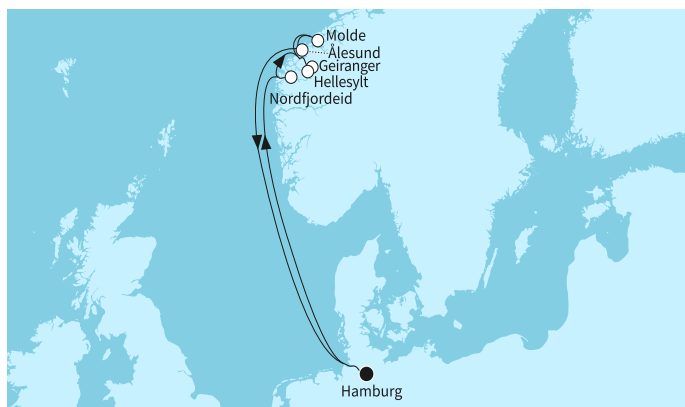 Molde
Ålesund
Geiranger
Hellesylt
Nordfjordeid
Hamburg